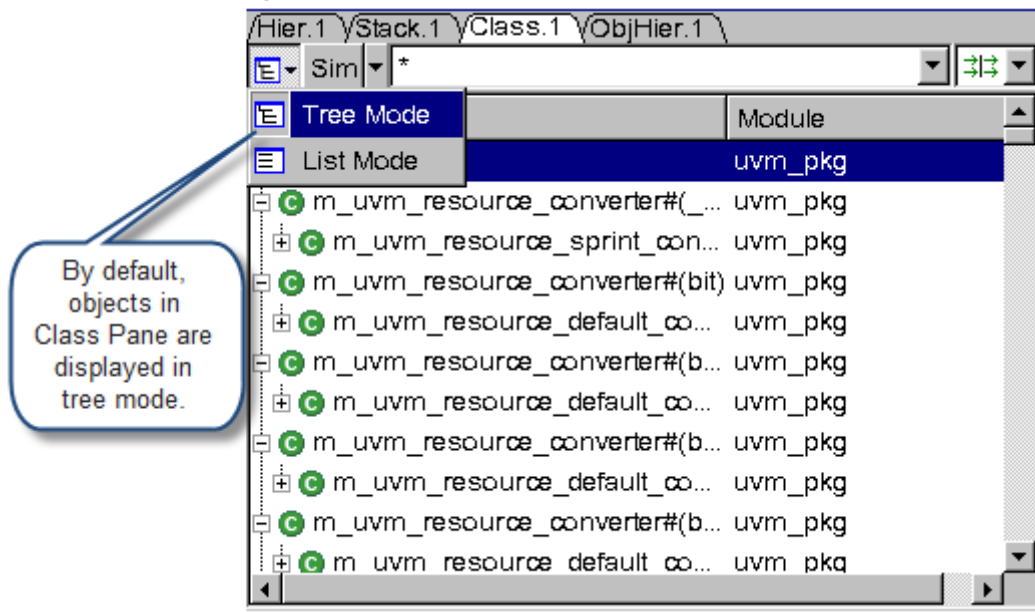 Hier.1 Stack.1 Class.1 ObjHier.1
Sim *
Tree Mode Module
List Mode uvm_pkg
m_uvm_resource_converter#(_... uvm_pkg
m_uvm_resource_sprint_con... uvm_pkg
m_uvm_resource_converter#(bit) uvm_pkg
m_uvm_resource_default_co... uvm_pkg
m_uvm_resource_converter#(b... uvm_pkg
m_uvm_resource_default_co... uvm_pkg
m_uvm_resource_converter#(b... uvm_pkg
m_uvm_resource_default_co... uvm_pkg
m_uvm_resource_converter#(b... uvm_pkg
m_uvm_resource_default_co... uvm_pkg
By default,
objects in
Class Pane are
displayed in
tree mode.